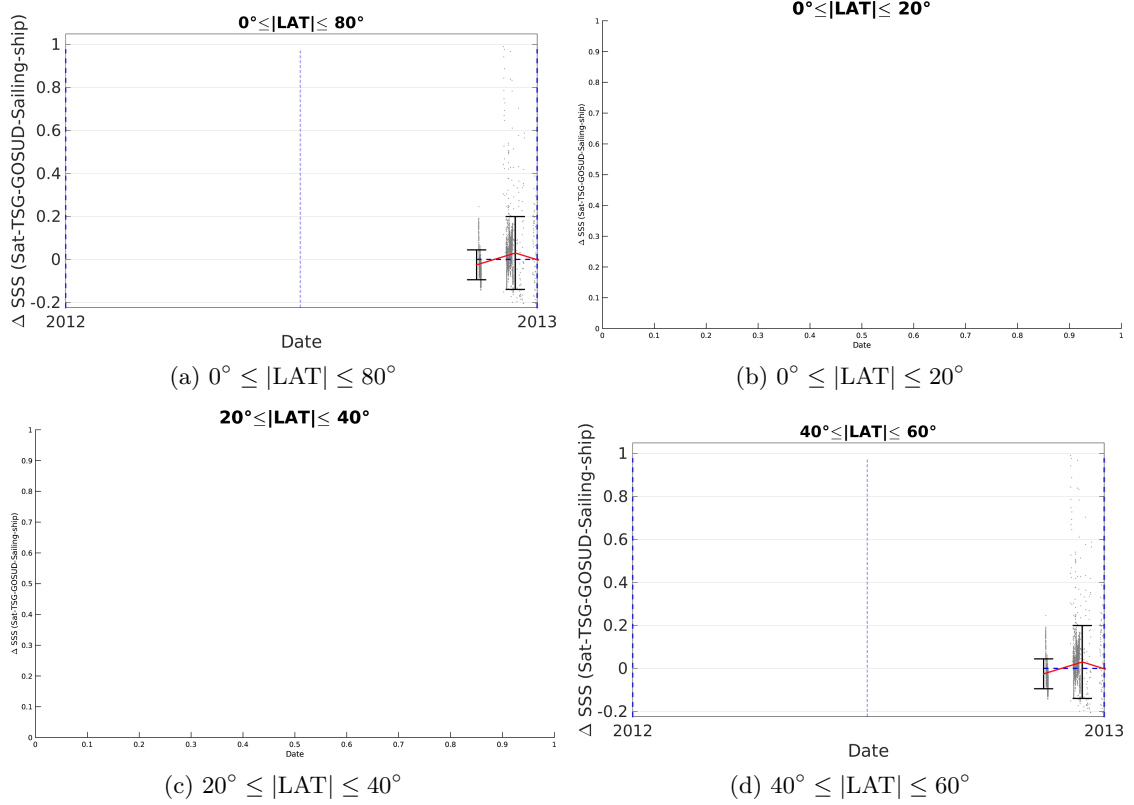 0°≤|LAT|≤ 80°
Δ SSS (Sat-TSG-GOSUD-Sailing-ship)
1
0.8
0.6
0.4
0.2
0
-0.2
2012
2013
Date
(a) 0° ≤ |LAT| ≤ 80°
0°≤|LAT|≤ 20°
Δ SSS (Sat-TSG-GOSUD-Sailing-ship)
1
0.9
0.8
0.7
0.6
0.5
0.4
0.3
0.2
0.1
0
0 0.1 0.2 0.3 0.4 0.5 0.6 0.7 0.8 0.9 1
Date
(b) 0° ≤ |LAT| ≤ 20°
20°≤|LAT|≤ 40°
Δ SSS (Sat-TSG-GOSUD-Sailing-ship)
1
0.9
0.8
0.7
0.6
0.5
0.4
0.3
0.2
0.1
0
0 0.1 0.2 0.3 0.4 0.5 0.6 0.7 0.8 0.9 1
Date
(c) 20° ≤ |LAT| ≤ 40°
40°≤|LAT|≤ 60°
Δ SSS (Sat-TSG-GOSUD-Sailing-ship)
1
0.8
0.6
0.4
0.2
0
-0.2
2012
2013
Date
(d) 40° ≤ |LAT| ≤ 60°